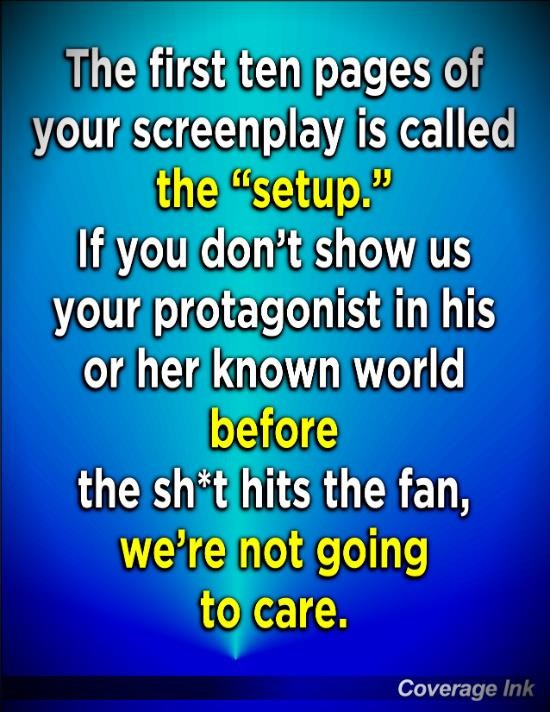 The first ten pages of
your screenplay is called
the “setup.”
If you don’t show us
your protagonist in his
or her known world
before
the sh*t hits the fan,
we’re not going
to care.
Coverage Ink